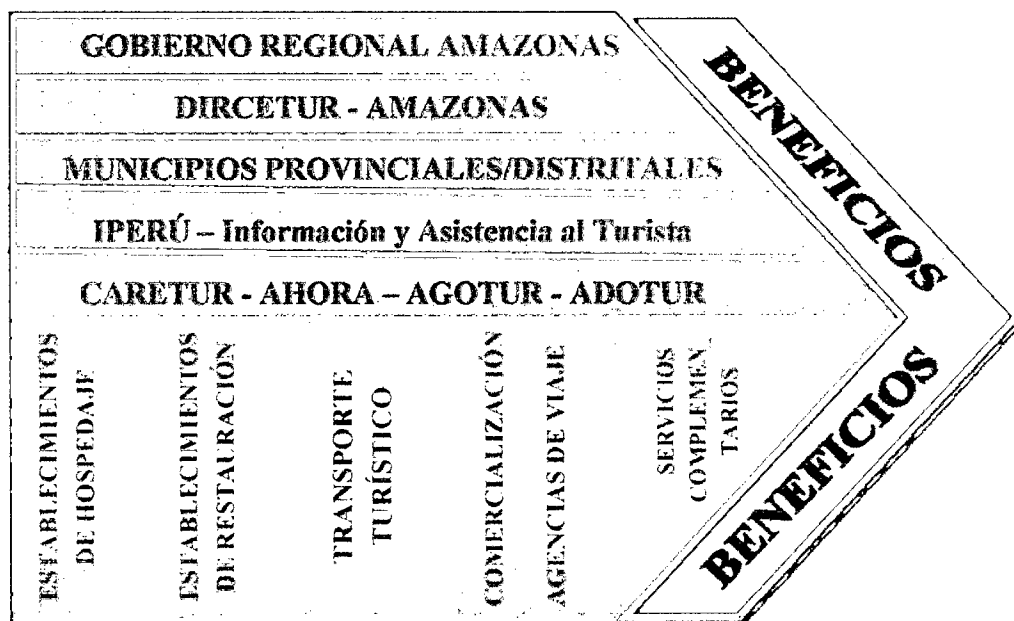 GOBIERNO REGIONAL AMAZONAS
DIRCETUR - AMAZONAS
MUNICIPIOS PROVINCIALES/DISTRITALES
IPERÚ – Información y Asistencia al Turista
CARETUR - AHORA – AGOTUR - ADOTUR
ESTABLECIMIENTOS
DE HOSPEDAJE
ESTABLECIMIENTOS
DE RESTAURACIÓN
TRANSPORTE
TURÍSTICO
COMERCIALIZACIÓN
AGENCIAS DE VIAJE
SERVICIOS
COMPLEMEN.
TARIOS
BENEFICIOS
BENEFICIOS